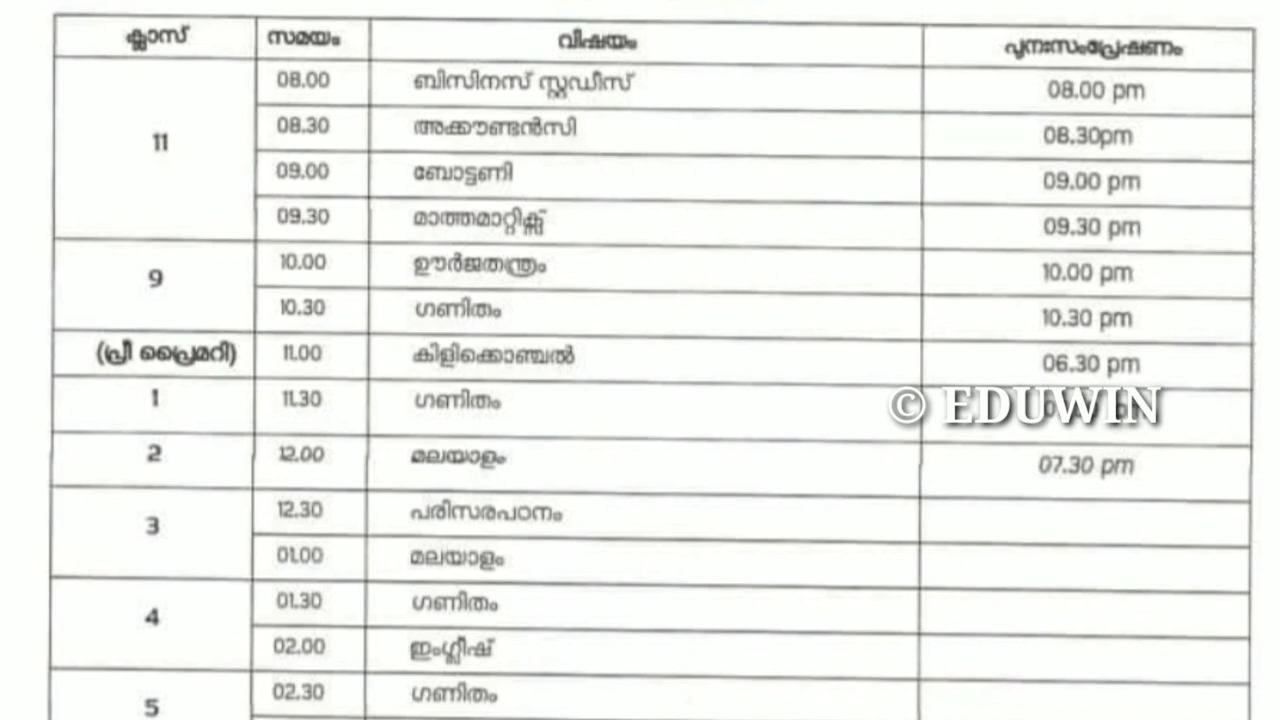 ക്ലാസ് സമയം വിഷയം പുനഃസംപ്രേഷണം
11 08.00 ബിസിനസ് സ്റ്റഡീസ് 08.00 pm
08.30 അക്കൗണ്ടൻസി 08.30pm
09.00 ബോട്ടണി 09.00 pm
09.30 മാത്തമാറ്റിക്സ് 09.30 pm
9 10.00 ഊർജതന്ത്രം 10.00 pm
10.30 ഗണിതം 10.30 pm
(പ്രീ പ്രൈമറി) 11.00 കിളിക്കൊഞ്ചൽ 06.30 pm
1 11.30 ഗണിതം
© EDUWIN
2 12.00 മലയാളം 07.30 pm
3 12.30 പരിസരപഠനം
01.00 മലയാളം
4 01.30 ഗണിതം
02.00 ഇംഗ്ലീഷ്
5 02.30 ഗണിതം